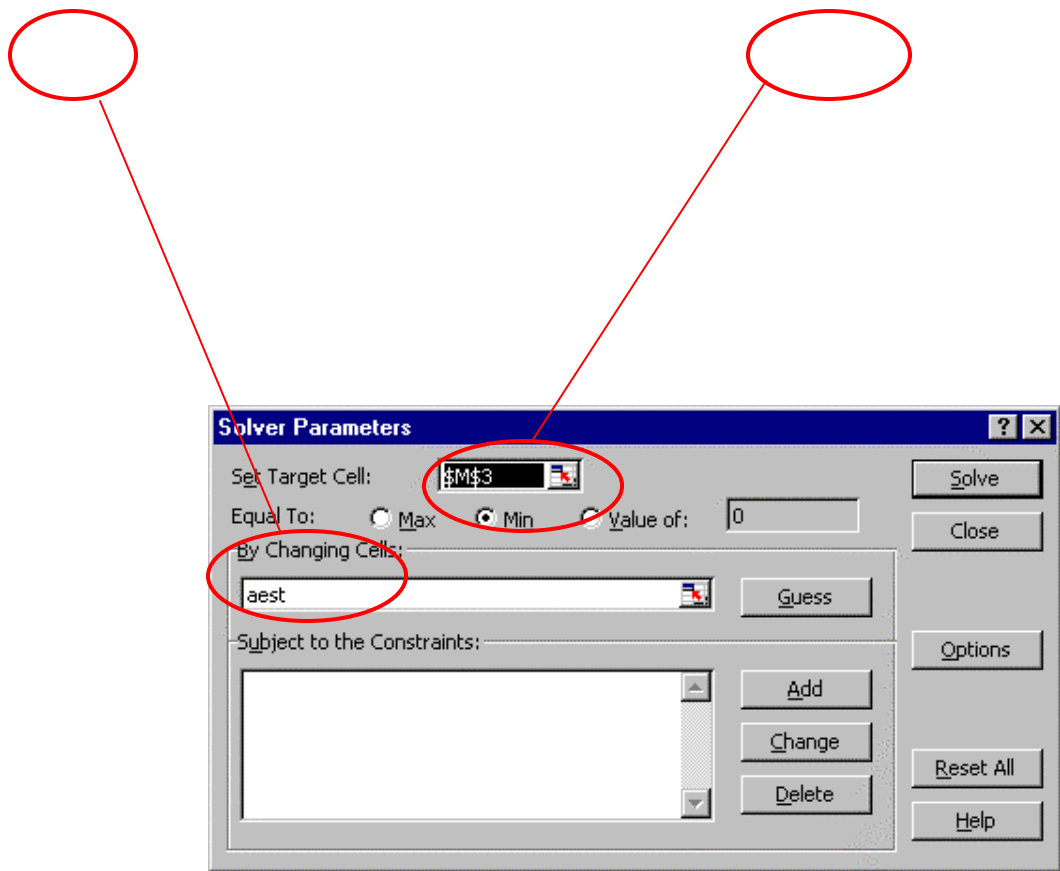 Solver Parameters
Set Target Cell: $M$3 Solve
Equal To: Max Min Value of: 0 Close
By Changing Cells:
aest Guess
Subject to the Constraints: Options
Add
Change
Reset All
Delete
Help